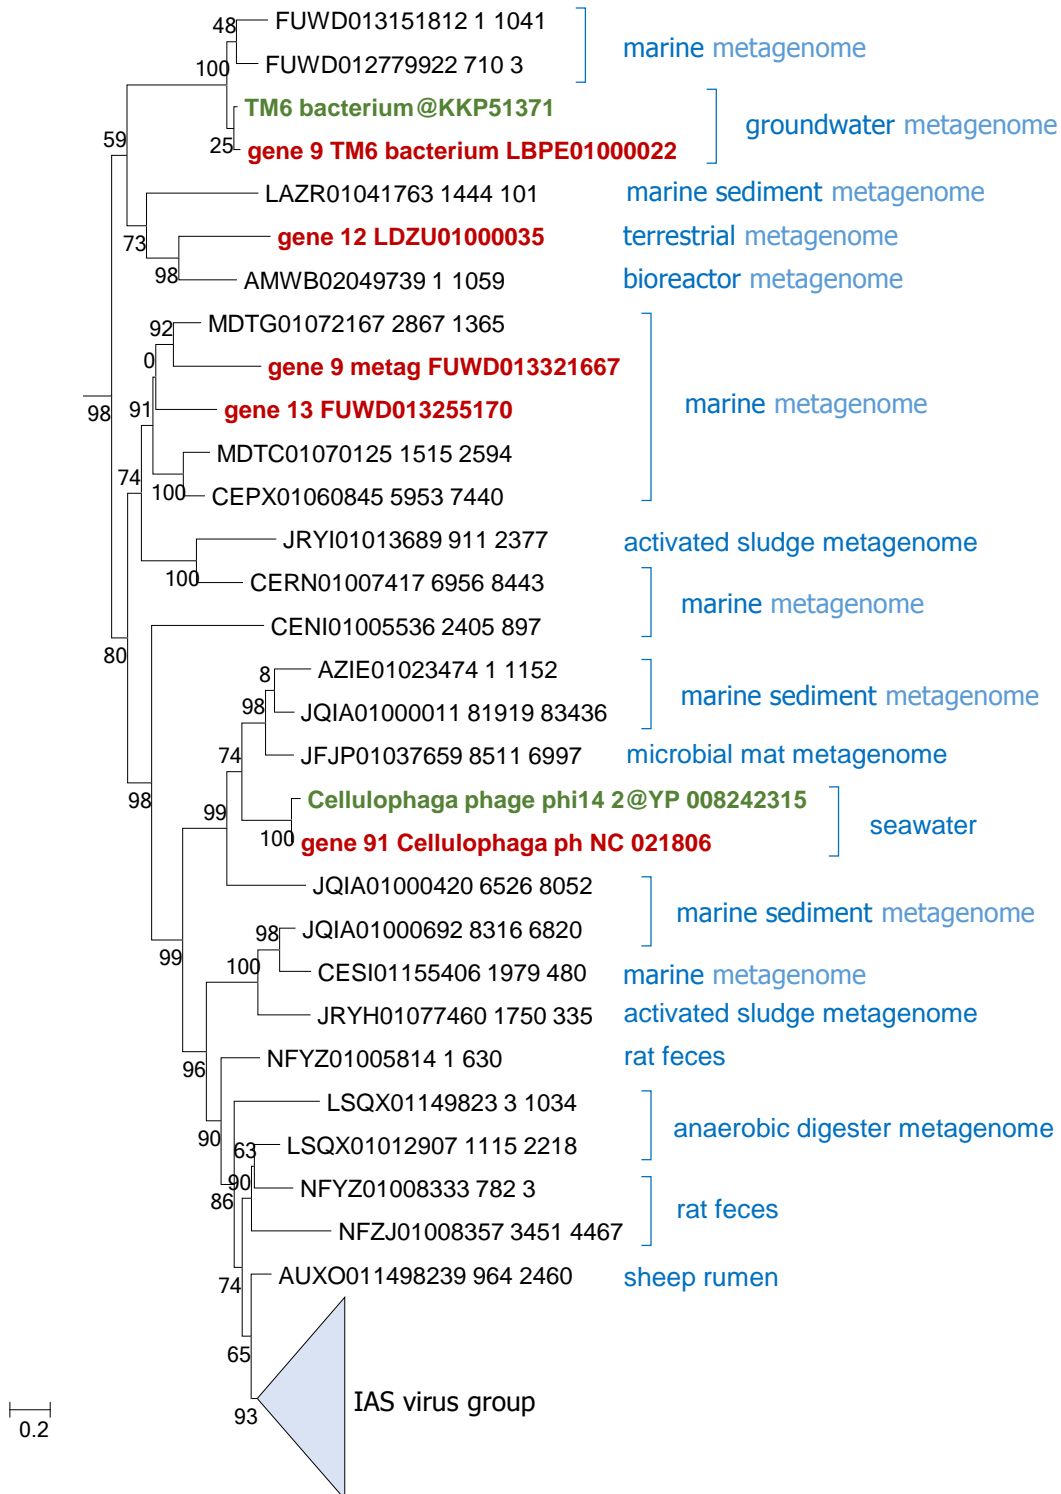 FUWD013151812 1 1041
48
marine metagenome
FUWD012779922 710 3
100
TM6 bacterium@KKP51371
groundwater metagenome
59
25
gene 9 TM6 bacterium LBPE01000022
LAZR01041763 1444 101
marine sediment metagenome
73
gene 12 LDZU01000035
terrestrial metagenome
98
AMWB02049739 1 1059
bioreactor metagenome
MDTG01072167 2867 1365
92
0
gene 9 metag FUWD013321667
98
91
gene 13 FUWD013255170
marine metagenome
MDTC01070125 1515 2594
74
100
CEPX01060845 5953 7440
JRYI01013689 911 2377
activated sludge metagenome
100
CERN01007417 6956 8443
marine metagenome
CENI01005536 2405 897
80
8
AZIE01023474 1 1152
marine sediment metagenome
98
JQIA01000011 81919 83436
74
JFJP01037659 8511 6997
microbial mat metagenome
98
99
Cellulophaga phage phi14 2@YP 008242315
seawater
100
gene 91 Cellulophaga ph NC 021806
JQIA01000420 6526 8052
marine sediment metagenome
98
JQIA01000692 8316 6820
99
100
CESI01155406 1979 480
marine metagenome
JRYH01077460 1750 335
activated sludge metagenome
96
NFYZ01005814 1 630
rat feces
LSQX01149823 3 1034
anaerobic digester metagenome
90
63
LSQX01012907 1115 2218
90
86
NFYZ01008333 782 3
rat feces
NFZJ01008357 3451 4467
74
AUXO011498239 964 2460
sheep rumen
65
93
IAS virus group
0.2